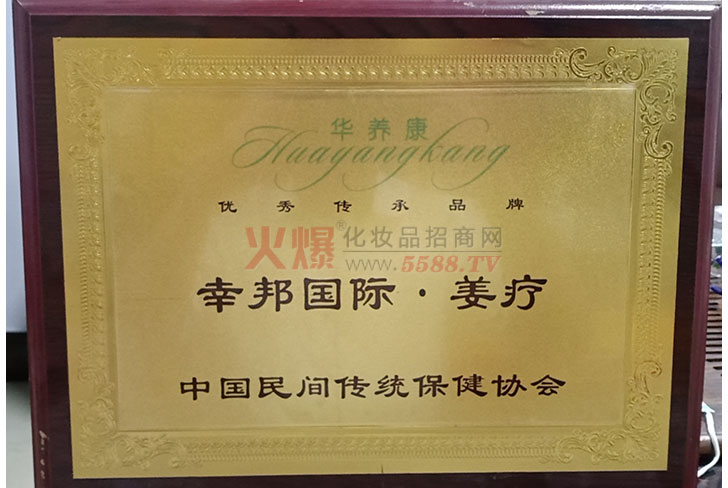 华养康
Huayangkang
优秀传承品牌
火爆®化妆品招商网
www.5588.TV
幸邦国际·姜疗
中国民间传统保健协会